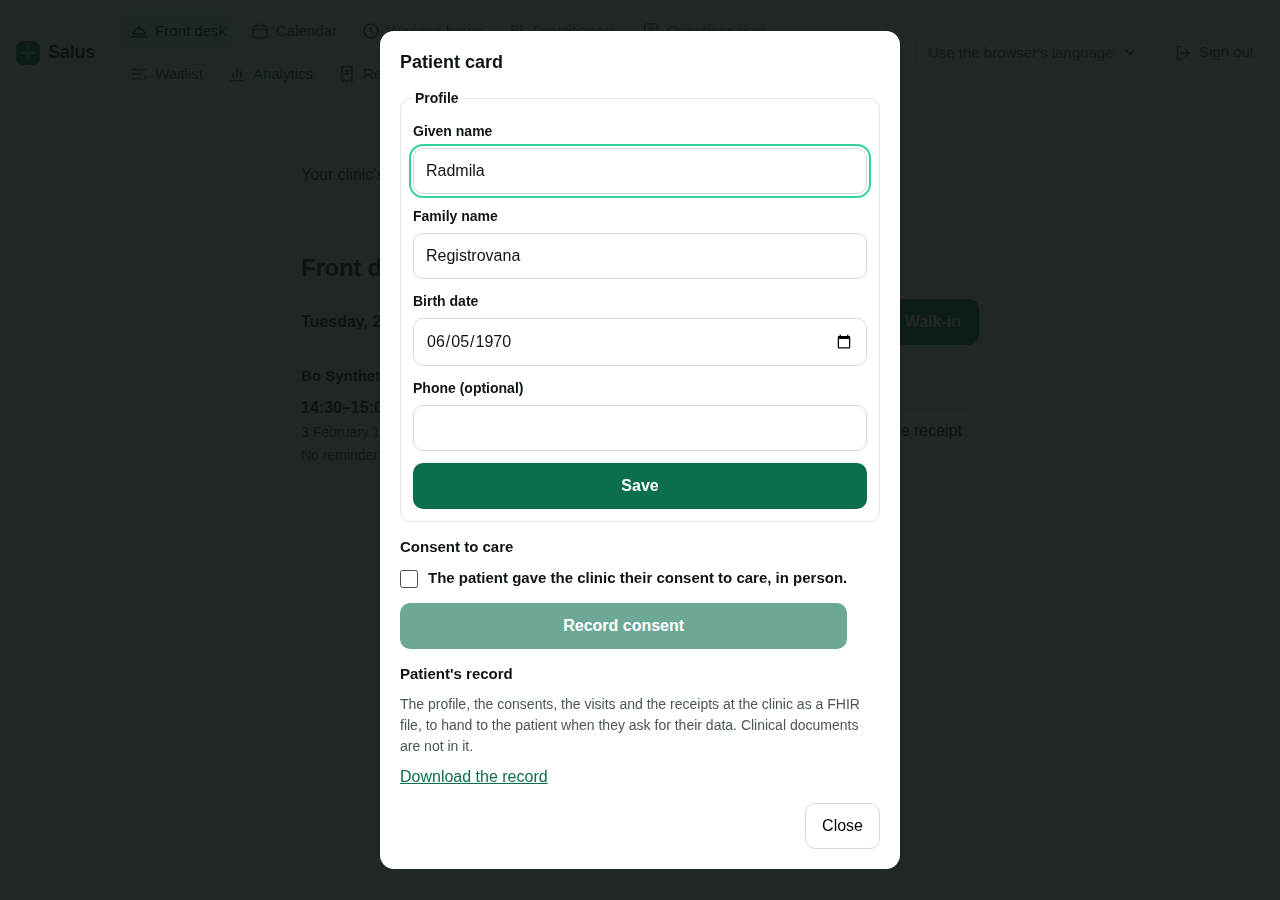 Salus
Front desk
Calendar
Working hours
Practitioners
Questionnaires
Use the browser's language
Sign out
Waitlist
Analytics
Re
Your clinic's
Front d
Tuesday, 2
Walk-in
Bo Synthet
14:30–15:0
3 February 1
No reminder
e receipt
Patient card
Profile
Given name
Radmila
Family name
Registrovana
Birth date
06/05/1970
Phone (optional)
Save
Consent to care
The patient gave the clinic their consent to care, in person.
Record consent
Patient's record
The profile, the consents, the visits and the receipts at the clinic as a FHIR
file, to hand to the patient when they ask for their data. Clinical documents
are not in it.
Download the record
Close